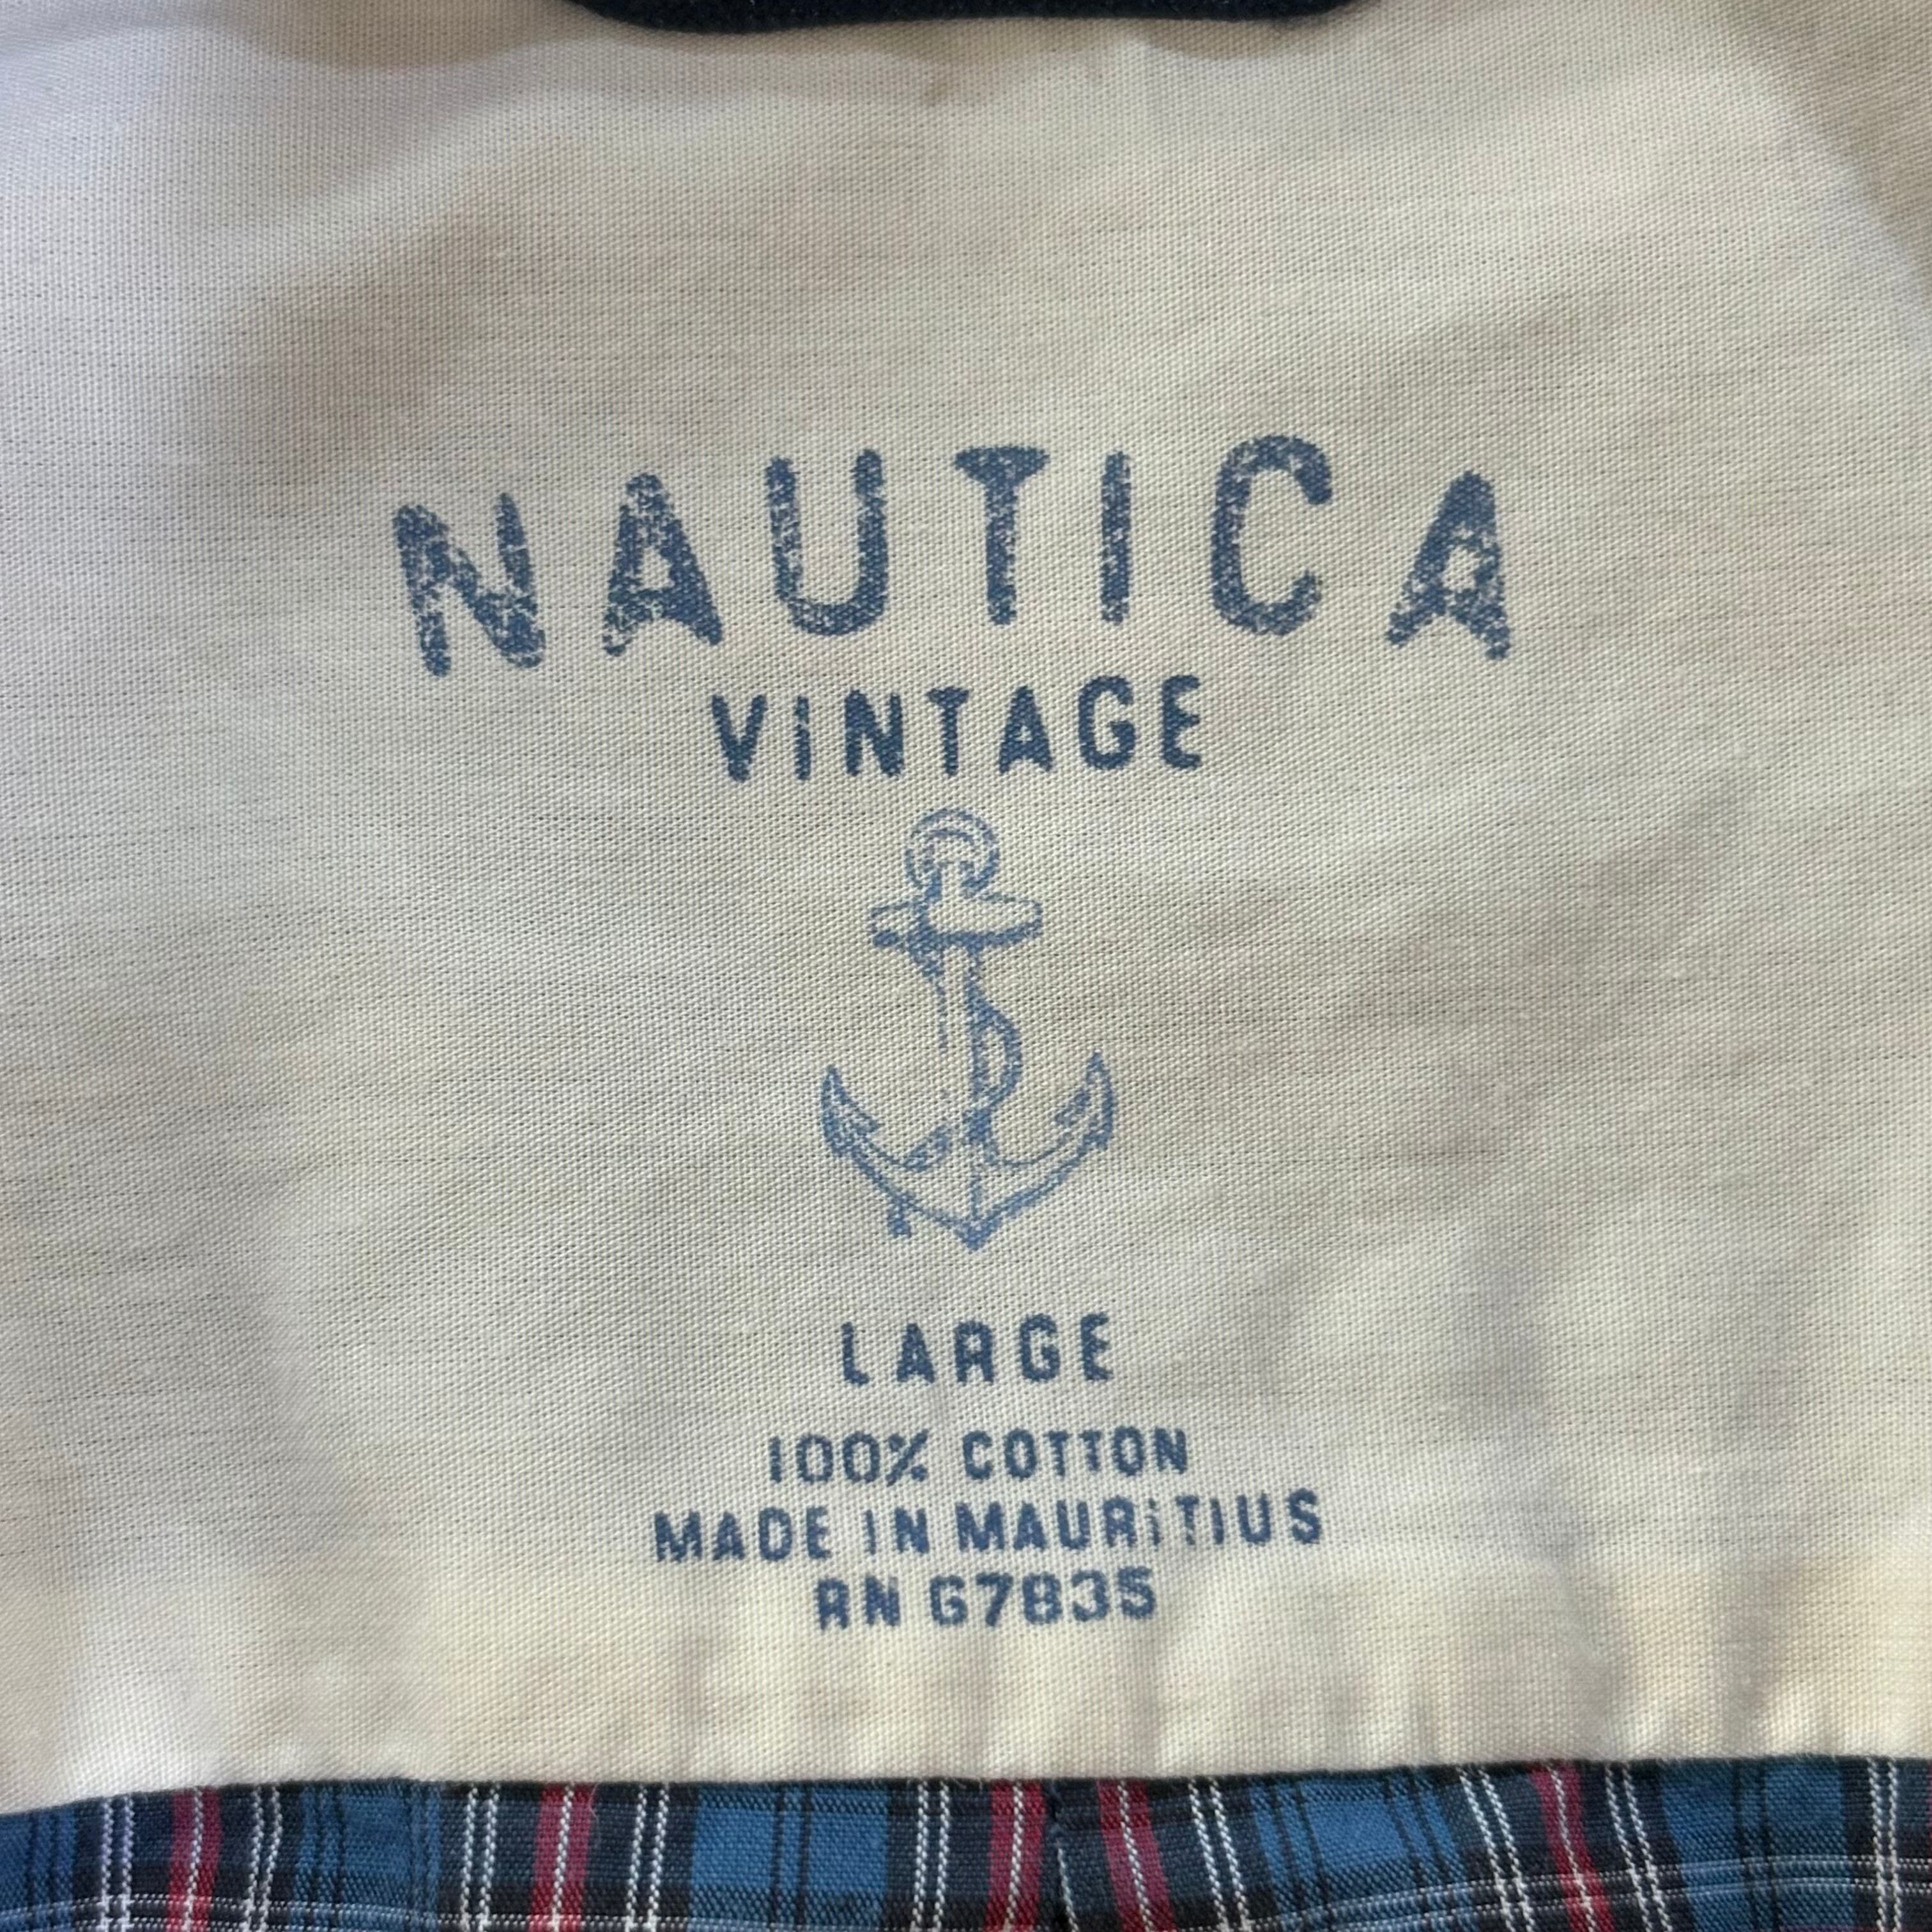 NAUTICA
ViNTAGE
LARGE
100% COTTON
MADE IN MAURiTIUS
RN 67835